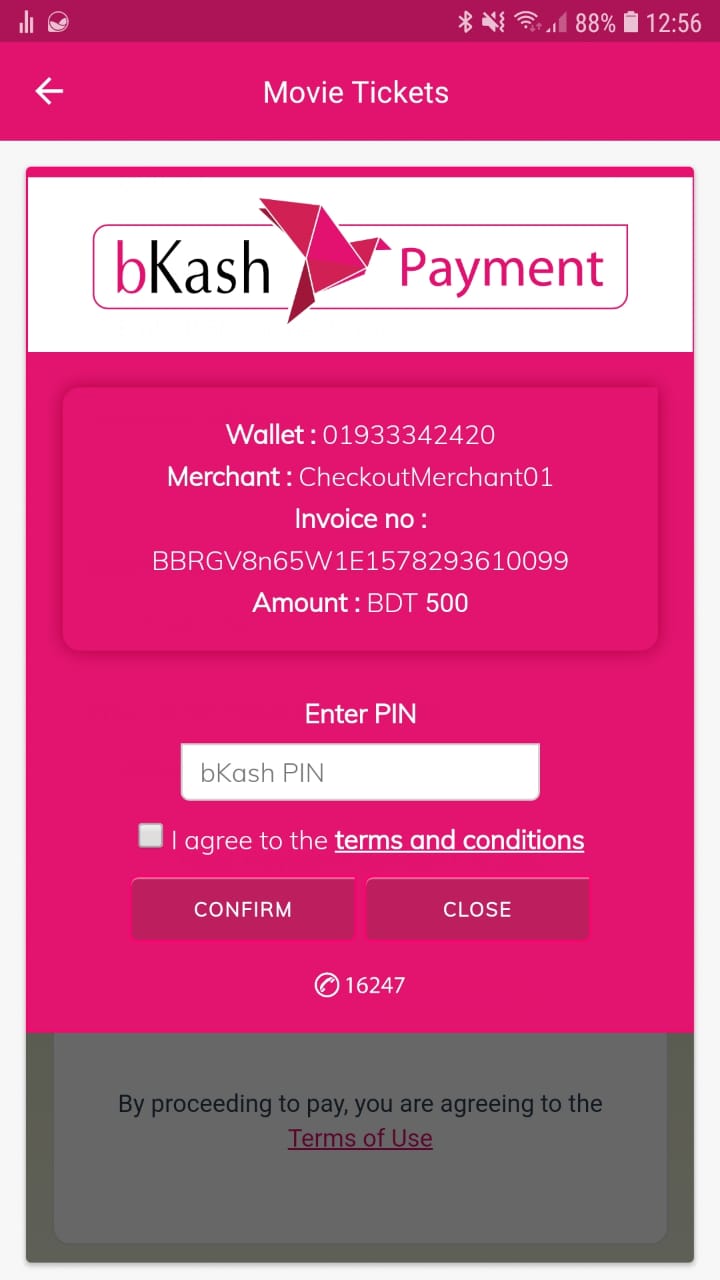 88% 12:56
Movie Tickets
bKash Payment
Wallet : 01933342420
Merchant : CheckoutMerchant01
Invoice no :
BBRGV8n65W1E1578293610099
Amount : BDT 500
Enter PIN
bKash PIN
I agree to the terms and conditions
CONFIRM CLOSE
16247
By proceeding to pay, you are agreeing to the
Terms of Use